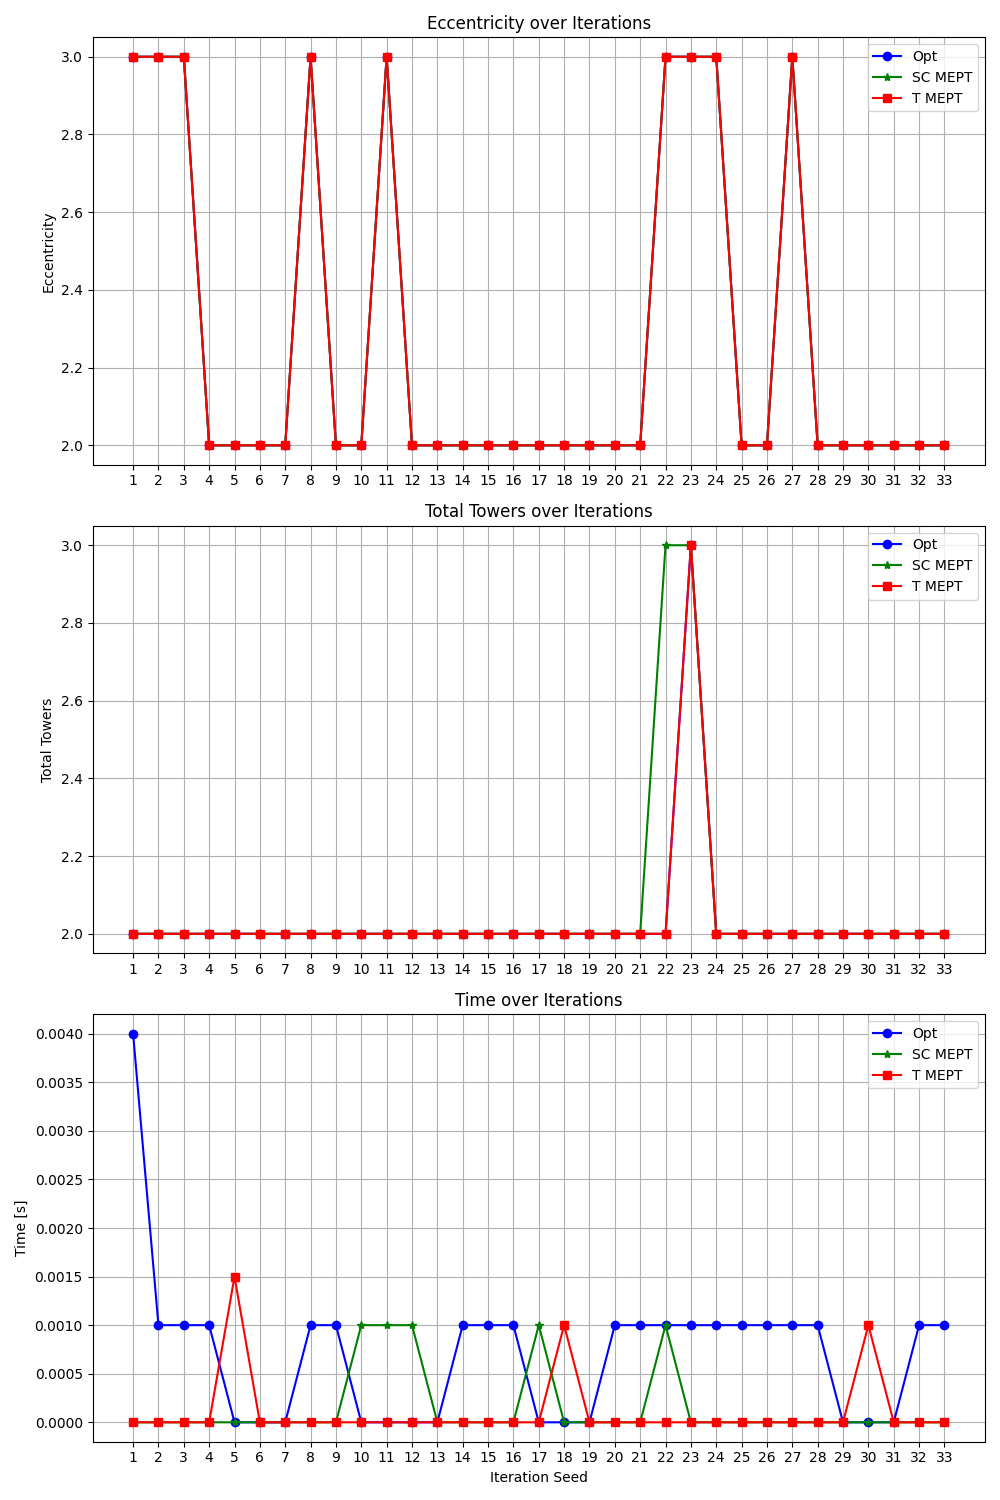 Eccentricity over Iterations
Opt
SC MEPT
T MEPT
Eccentricity
3.0
2.8
2.6
2.4
2.2
2.0
1 2 3 4 5 6 7 8 9 10 11 12 13 14 15 16 17 18 19 20 21 22 23 24 25 26 27 28 29 30 31 32 33
Total Towers over Iterations
Opt
SC MEPT
T MEPT
Total Towers
3.0
2.8
2.6
2.4
2.2
2.0
1 2 3 4 5 6 7 8 9 10 11 12 13 14 15 16 17 18 19 20 21 22 23 24 25 26 27 28 29 30 31 32 33
Time over Iterations
Opt
SC MEPT
T MEPT
Time [s]
0.0040
0.0035
0.0030
0.0025
0.0020
0.0015
0.0010
0.0005
0.0000
1 2 3 4 5 6 7 8 9 10 11 12 13 14 15 16 17 18 19 20 21 22 23 24 25 26 27 28 29 30 31 32 33
Iteration Seed